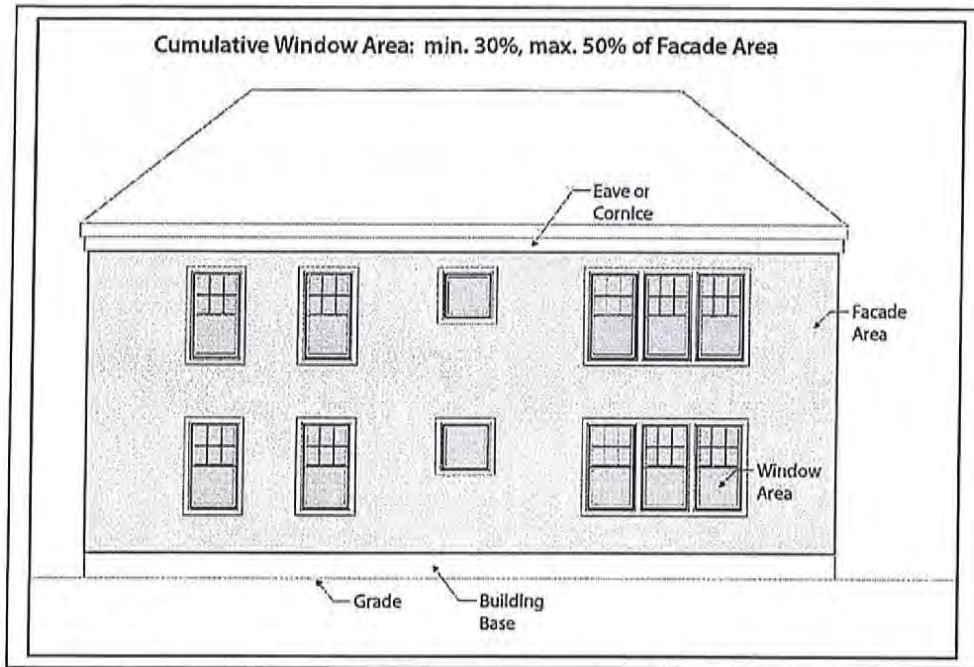 Cumulative Window Area: min. 30%, max. 50% of Facade Area
Eave or
Cornice
Facade
Area
Window
Area
Grade
Building
Base